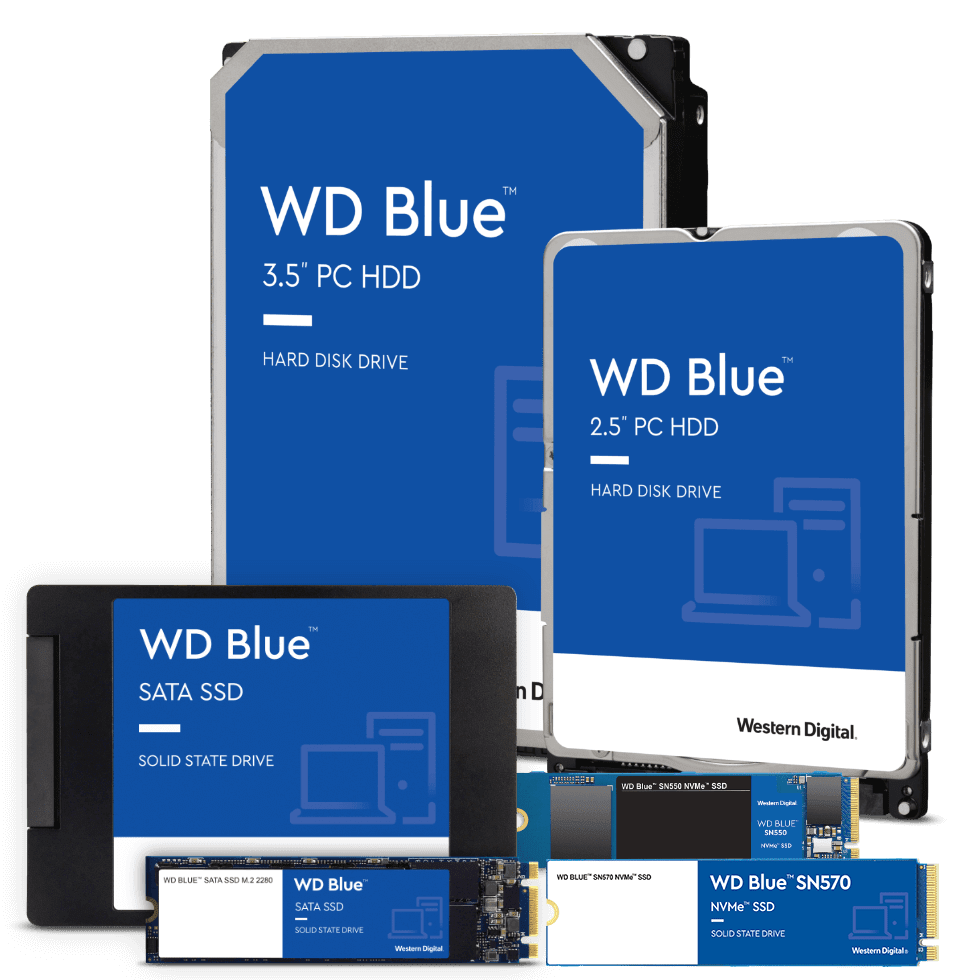 WD Blue™
3.5" PC HDD
HARD DISK DRIVE
WD Blue™
2.5" PC HDD
HARD DISK DRIVE
Western Digital.
n D
WD Blue™
SATA SSD
SOLID STATE DRIVE
WD Blue™ SN550 NVMe™ SSD
Western Digital
WD BLUE™
SN550
NVMe™ SSD
WD BLUE™ SATA SSD M.2 2280
WD Blue™
SATA SSD
SOLID STATE DRIVE
Western Digital
WD BLUE™ SN570 NVMe™ SSD
WD Blue™ SN570
NVMe™ SSD
SOLID STATE DRIVE
Western Digital®